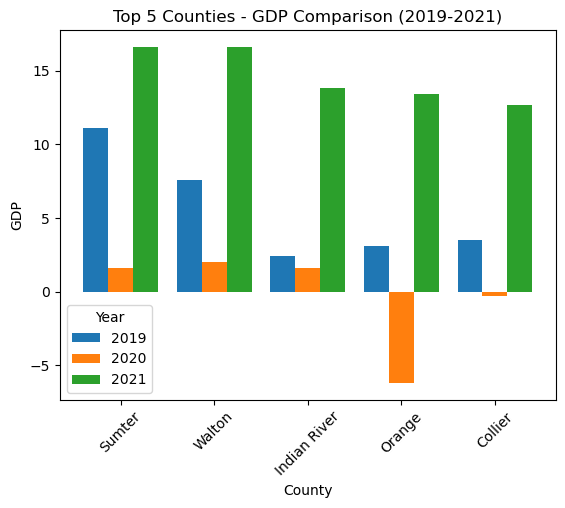 Top 5 Counties - GDP Comparison (2019-2021)
GDP
15
10
5
0
−5
Year
2019
2020
2021
Sumter
Walton
Indian River
Orange
Collier
County